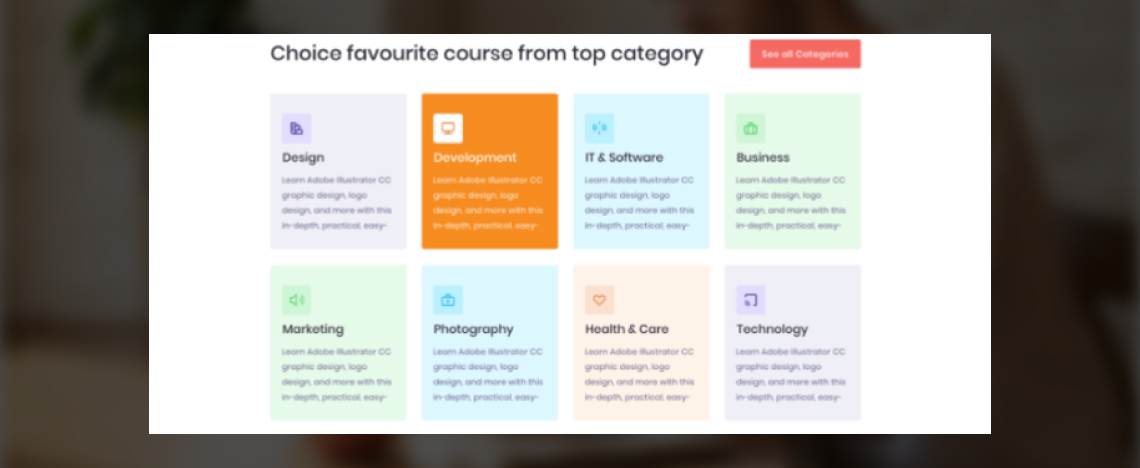 Choice favourite course from top category
See all Categories
Design
Learn Adobe Illustrator CC
graphic design, logo
design, and more with this
in-depth, practical, easy-
Development
Learn Adobe Illustrator CC
graphic design, logo
design, and more with this
in-depth, practical, easy-
IT & Software
Learn Adobe Illustrator CC
graphic design, logo
design, and more with this
in-depth, practical, easy-
Business
Learn Adobe Illustrator CC
graphic design, logo
design, and more with this
in-depth, practical, easy-
Marketing
Learn Adobe Illustrator CC
graphic design, logo
design, and more with this
in-depth, practical, easy-
Photography
Learn Adobe Illustrator CC
graphic design, logo
design, and more with this
in-depth, practical, easy-
Health & Care
Learn Adobe Illustrator CC
graphic design, logo
design, and more with this
in-depth, practical, easy-
Technology
Learn Adobe Illustrator CC
graphic design, logo
design, and more with this
in-depth, practical, easy-